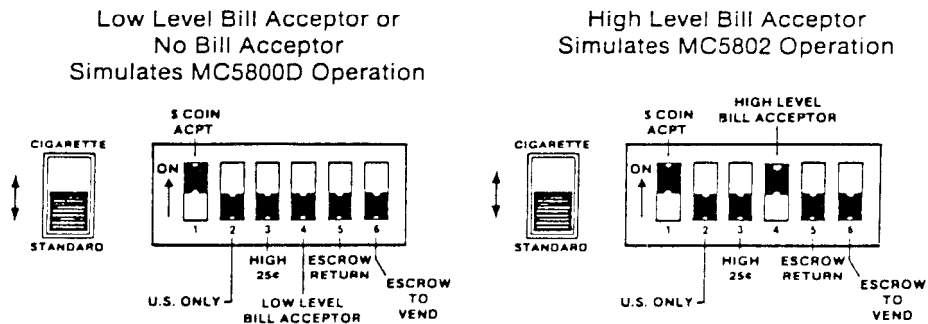 Low Level Bill Acceptor or
No Bill Acceptor
Simulates MC5800D Operation
$ COIN
ACPT
CIGARETTE
STANDARD
ON
1 2 3 4 5 6
HIGH
25¢
ESCROW
RETURN
U.S. ONLY
LOW LEVEL
BILL ACCEPTOR
ESCROW
TO
VEND
High Level Bill Acceptor
Simulates MC5802 Operation
$ COIN
ACPT
HIGH LEVEL
BILL ACCEPTOR
CIGARETTE
STANDARD
ON
1 2 3 4 5 6
HIGH
25¢
ESCROW
RETURN
U.S. ONLY
ESCROW
TO
VEND